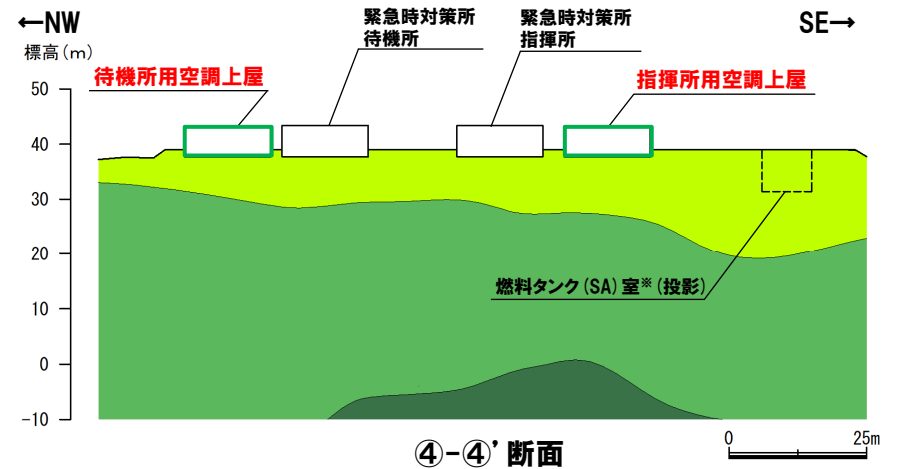 ←NW
緊急時対策所
待機所
緊急時対策所
指揮所
SE→
標高(m)
待機所用空調上屋
指揮所用空調上屋
50
40
30
20
10
0
-10
燃料タンク(SA)室※(投影)
④-④'断面
0 25m